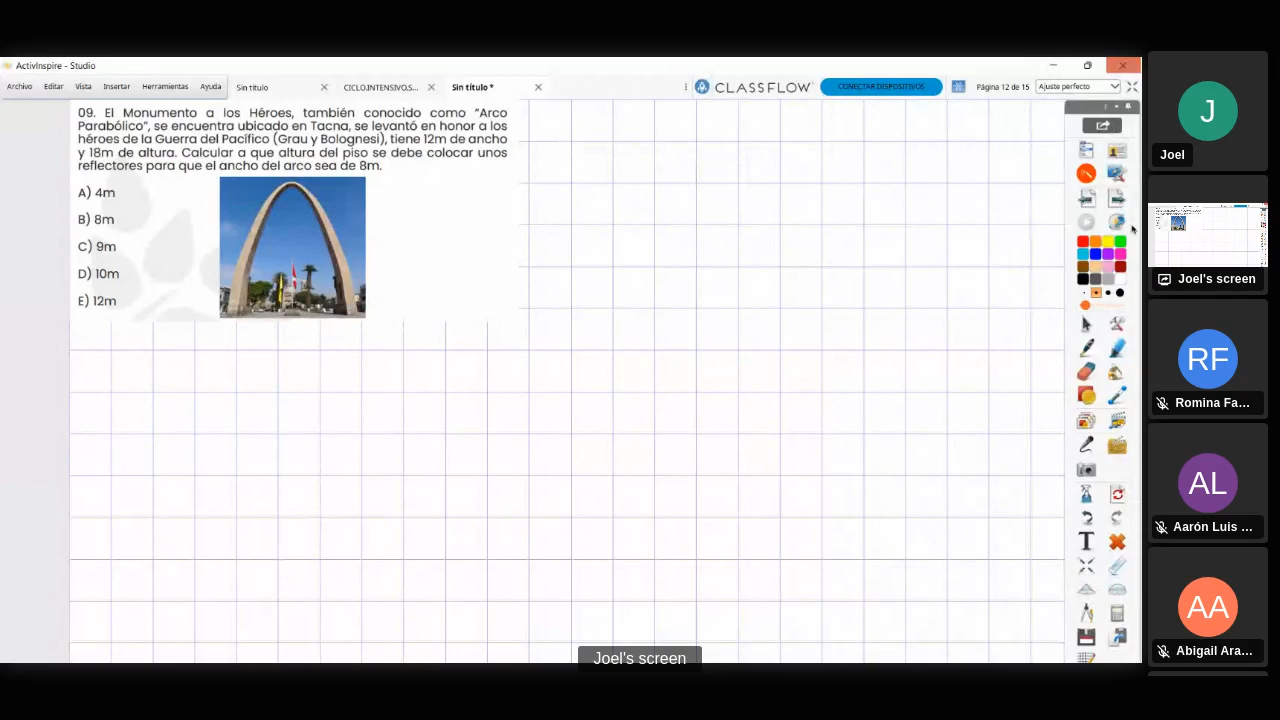 ActivInspire - Studio
Archivo Editar Vista Insertar Herramientas Ayuda
Sin título
CICLO.INTENSIVO.S...
Sin título *
CLASSFLOW
CONECTAR DISPOSITIVOS
Página 12 de 15
Ajuste perfecto
09. El Monumento a los Héroes, también conocido como “Arco
Parabólico”, se encuentra ubicado en Tacna, se levantó en honor a los
héroes de la Guerra del Pacífico (Grau y Bolognesi), tiene 12m de ancho
y 18m de altura. Calcular a que altura del piso se debe colocar unos
reflectores para que el ancho del arco sea de 8m.
A) 4m
B) 8m
C) 9m
D) 10m
E) 12m
T
Joel's screen
J
Joel
Joel's screen
RF
Romina Fa...
AL
Aarón Luis ...
AA
Abigail Ara...